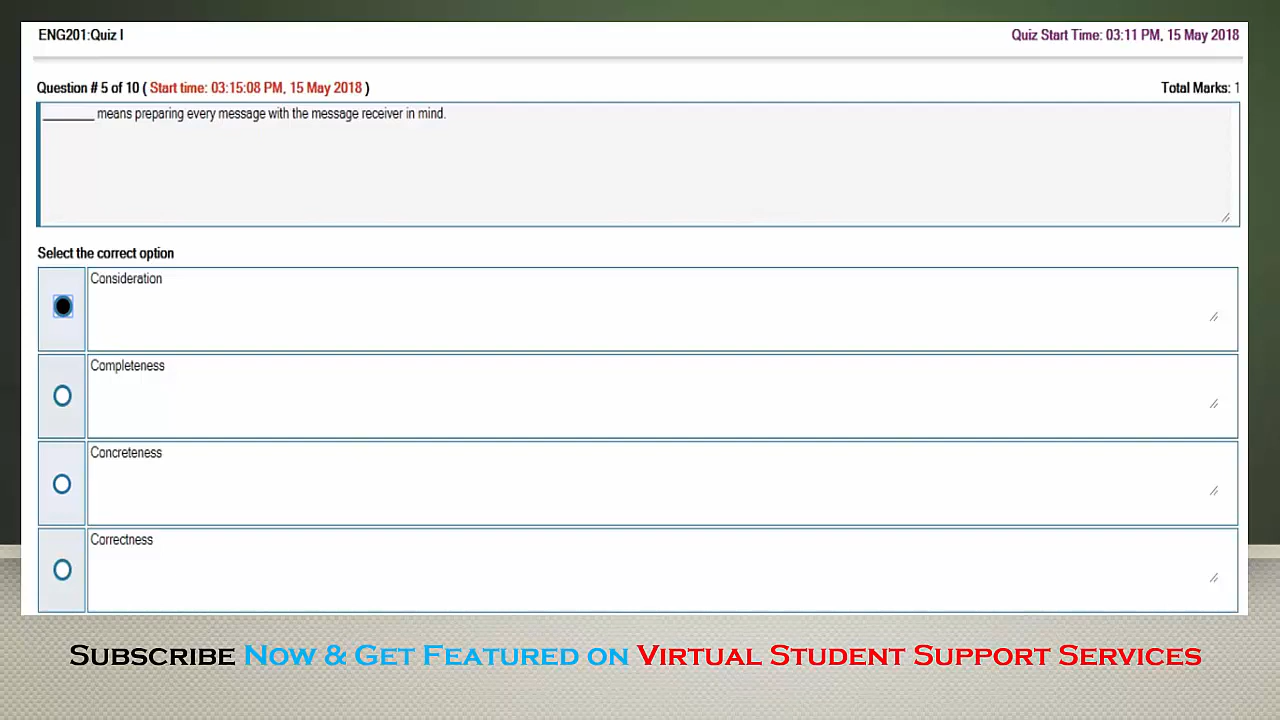 ENG201:Quiz I
Quiz Start Time: 03:11 PM, 15 May 2018
Question # 5 of 10 ( Start time: 03:15:08 PM, 15 May 2018 )
Total Marks: 1
________ means preparing every message with the message receiver in mind.
Select the correct option
Consideration
Completeness
Concreteness
Correctness
Subscribe Now & Get Featured on Virtual Student Support Services